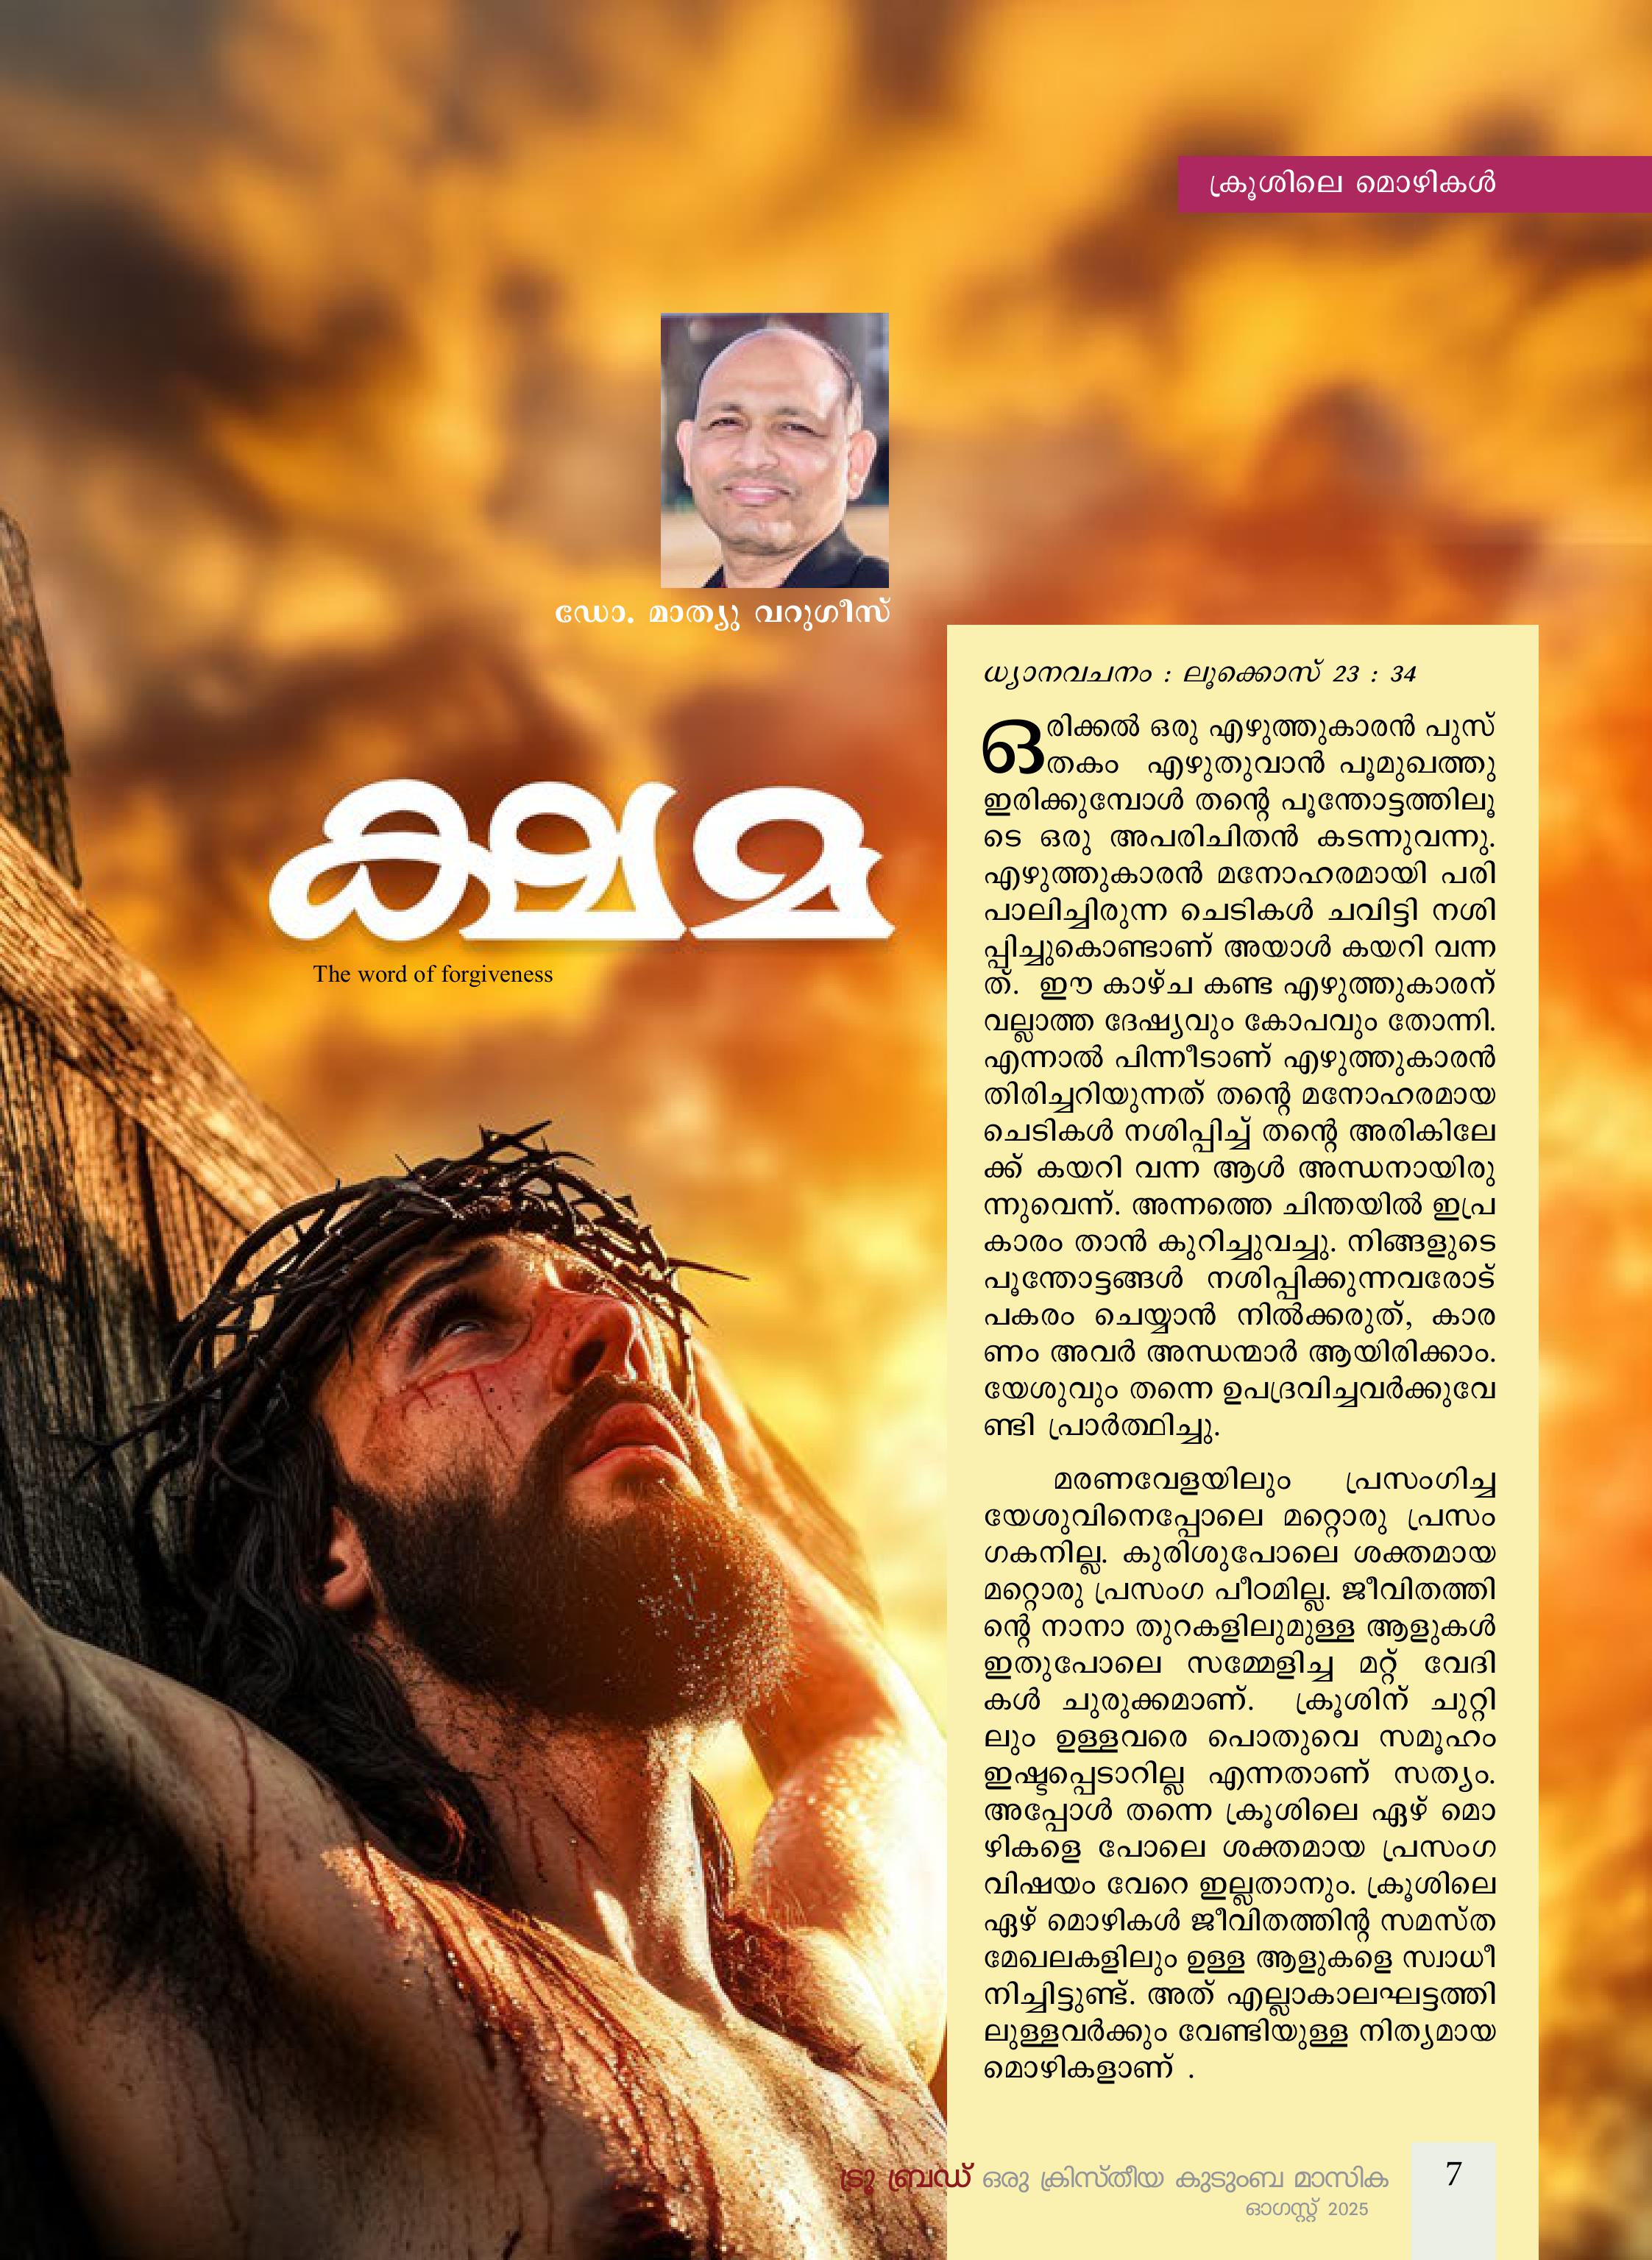 ക്രൂശിലെ മൊഴികൾ
ഡോ. മാത്യു വറുഗീസ്
ക്ഷമ
The word of forgiveness
ധ്യാനവചനം : ലൂക്കൊസ് 23 : 34
ഒരിക്കൽ ഒരു എഴുത്തുകാരൻ പുസ്
തകം എഴുതുവാൻ പൂമുഖത്തു
ഇരിക്കുമ്പോൾ തന്റെ പൂന്തോട്ടത്തിലൂ
ടെ ഒരു അപരിചിതൻ കടന്നുവന്നു.
എഴുത്തുകാരൻ മനോഹരമായി പരി
പാലിച്ചിരുന്ന ചെടികൾ ചവിട്ടി നശി
പ്പിച്ചുകൊണ്ടാണ് അയാൾ കയറി വന്ന
ത്. ഈ കാഴ്ച കണ്ട എഴുത്തുകാരന്
വല്ലാത്ത ദേഷ്യവും കോപവും തോന്നി.
എന്നാൽ പിന്നീടാണ് എഴുത്തുകാരൻ
തിരിച്ചറിയുന്നത് തന്റെ മനോഹരമായ
ചെടികൾ നശിപ്പിച്ച് തന്റെ അരികിലേ
ക്ക് കയറി വന്ന ആൾ അന്ധനായിരു
ന്നുവെന്ന്. അന്നത്തെ ചിന്തയിൽ ഇപ്ര
കാരം താൻ കുറിച്ചുവച്ചു. നിങ്ങളുടെ
പൂന്തോട്ടങ്ങൾ നശിപ്പിക്കുന്നവരോട്
പകരം ചെയ്യാൻ നിൽക്കരുത്, കാര
ണം അവർ അന്ധന്മാർ ആയിരിക്കാം.
യേശുവും തന്നെ ഉപദ്രവിച്ചവർക്കുവേ
ണ്ടി പ്രാർത്ഥിച്ചു.
മരണവേളയിലും പ്രസംഗിച്ച
യേശുവിനെപ്പോലെ മറ്റൊരു പ്രസം
ഗകനില്ല. കുരിശുപോലെ ശക്തമായ
മറ്റൊരു പ്രസംഗ പീഠമില്ല. ജീവിതത്തി
ന്റെ നാനാ തുറകളിലുമുള്ള ആളുകൾ
ഇതുപോലെ സമ്മേളിച്ച മറ്റ് വേദി
കൾ ചുരുക്കമാണ്. ക്രൂശിന് ചുറ്റി
ലും ഉള്ളവരെ പൊതുവെ സമൂഹം
ഇഷ്ടപ്പെടാറില്ല എന്നതാണ് സത്യം.
അപ്പോൾ തന്നെ ക്രൂശിലെ ഏഴ് മൊ
ഴികളെ പോലെ ശക്തമായ പ്രസംഗ
വിഷയം വേറെ ഇല്ലതാനും. ക്രൂശിലെ
ഏഴ് മൊഴികൾ ജീവിതത്തിന്റ സമസ്ത
മേഖലകളിലും ഉള്ള ആളുകളെ സ്വാധീ
നിച്ചിട്ടുണ്ട്. അത് എല്ലാകാലഘട്ടത്തി
ലുള്ളവർക്കും വേണ്ടിയുള്ള നിത്യമായ
മൊഴികളാണ് .
ട്രൂ ബ്രഡ് ഒരു ക്രിസ്തീയ കുടുംബ മാസിക
ഓഗസ്റ്റ് 2025
7